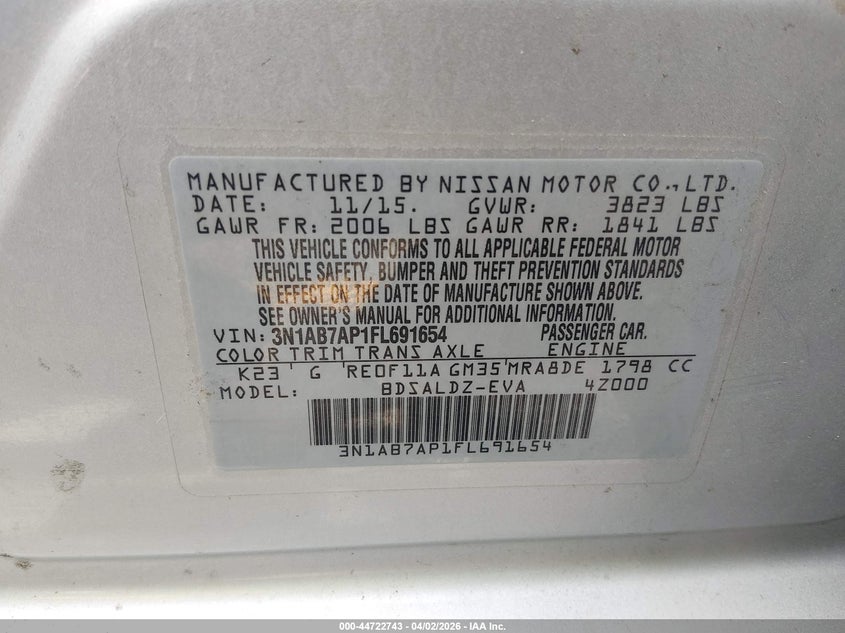 MANUFACTURED BY NISSAN MOTOR CO., LTD.
DATE: 11/15. GVWR: 3823 LBS
GAWR FR: 2006 LBS GAWR RR: 1841 LBS
THIS VEHICLE CONFORMS TO ALL APPLICABLE FEDERAL MOTOR
VEHICLE SAFETY, BUMPER AND THEFT PREVENTION STANDARDS
IN EFFECT ON THE DATE OF MANUFACTURE SHOWN ABOVE.
SEE OWNER'S MANUAL FOR ADDITIONAL INFORMATION.
VIN: 3N1AB7AP1FL691654 PASSENGER CAR.
COLOR TRIM TRANS AXLE ENGINE
K23 G RE0F11A GM35 MRA8DE 1798 CC
MODEL: BDSALDZ-EVA 4Z000
3N1AB7AP1FL691654
000-44722743 | 04/02/2026 | IAA Inc.